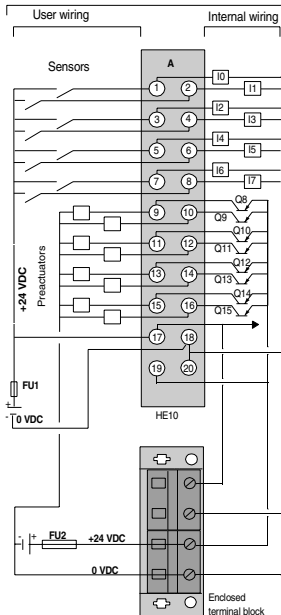 User wiring Internal wiring
Sensors
A
I0
1 2 I1
I2
3 4 I3
I4
5 6 I5
I6
7 8 I7
Q8
9 10 Q9
Q10
11 12 Q11
Q12
13 14 Q13
Q14
15 16 Q15
+24 VDC
Preactuators
17 18
19 20
FU1
+
- 0 VDC
HE10
- + FU2 +24 VDC
0 VDC
Enclosed
terminal block